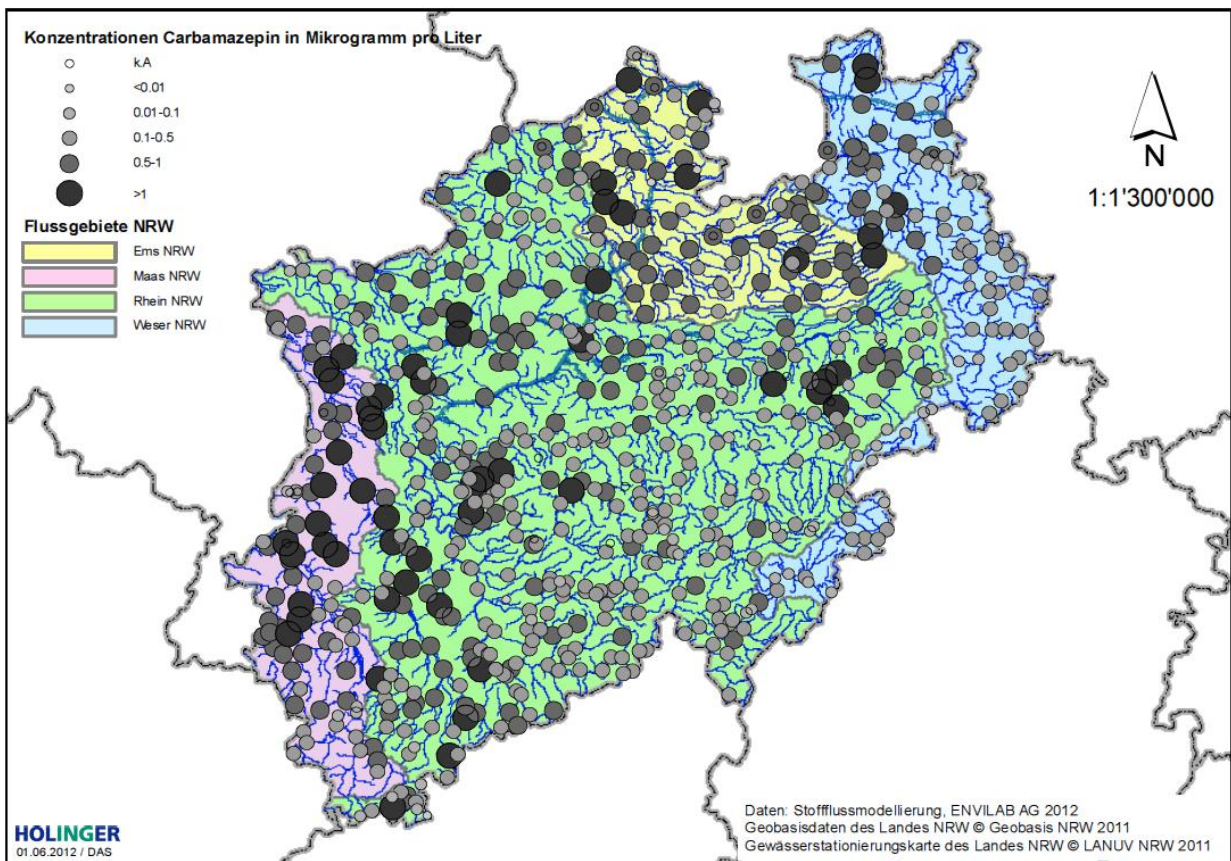 Konzentrationen Carbamazepin in Mikrogramm pro Liter
k.A
<0.01
0.01-0.1
0.1-0.5
0.5-1
>1
Flussgebiete NRW
Ems NRW
Maas NRW
Rhein NRW
Weser NRW
N
1:1'300'000
HOLINGER
01.06.2012 / DAS
Daten: Stoffflussmodellierung, ENVILAB AG 2012
Geobasisdaten des Landes NRW © Geobasis NRW 2011
Gewässerstationierungskarte des Landes NRW © LANUV NRW 2011